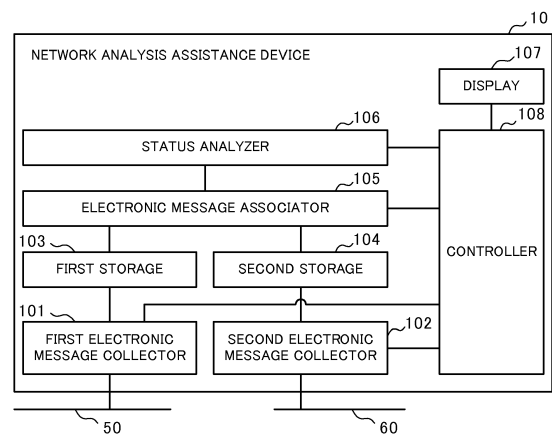 10
NETWORK ANALYSIS ASSISTANCE DEVICE
107
DISPLAY
106
108
STATUS ANALYZER
105
ELECTRONIC MESSAGE ASSOCIATOR
103
104
FIRST STORAGE
SECOND STORAGE
CONTROLLER
101
102
FIRST ELECTRONIC
MESSAGE COLLECTOR
SECOND ELECTRONIC
MESSAGE COLLECTOR
50
60